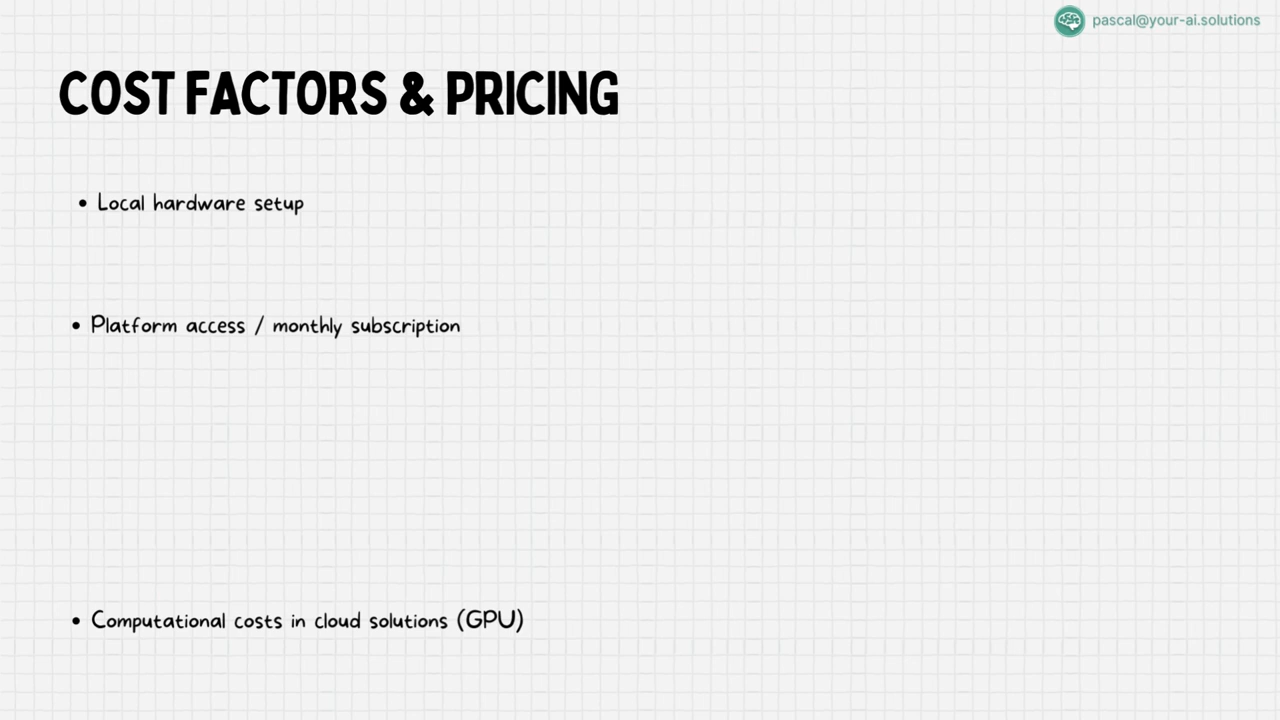 pascal@your-ai.solutions
COST FACTORS & PRICING
• Local hardware setup
• Platform access / monthly subscription
• Computational costs in cloud solutions (GPU)